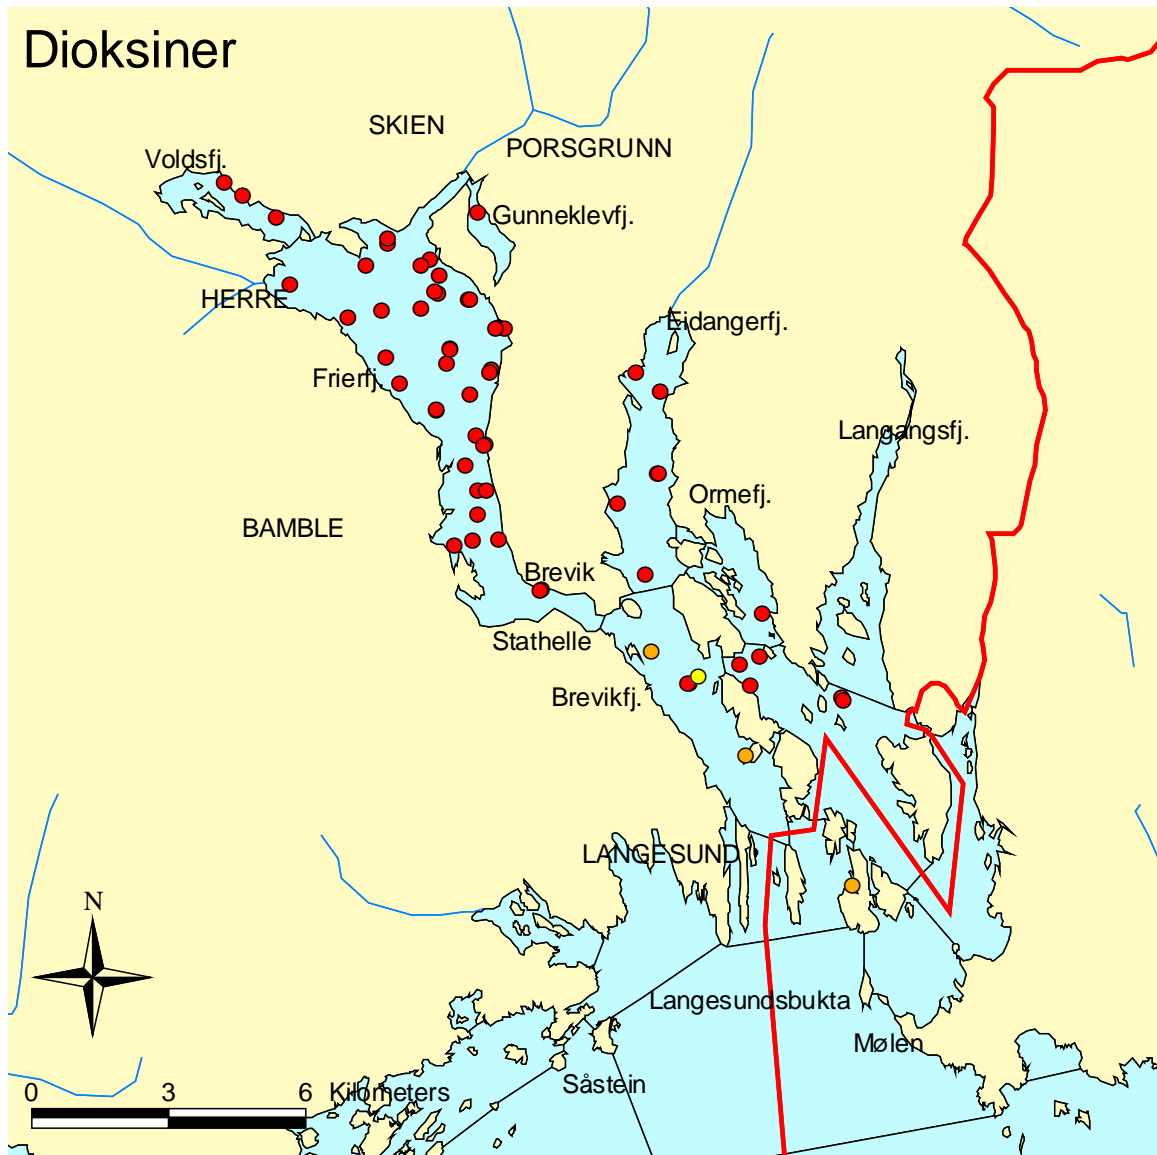 Dioksiner
SKIEN
PORSGRUNN
Voldsfj.
Gunneklevfj.
HERRE
Eidangerfj.
Frierfj.
Langangsfj.
Ormefj.
BAMBLE
Brevik
Stathelle
Brevikfj.
LANGESUND
N
Langesundsbukta
Mølen
Såstein
0 3 6 Kilometers